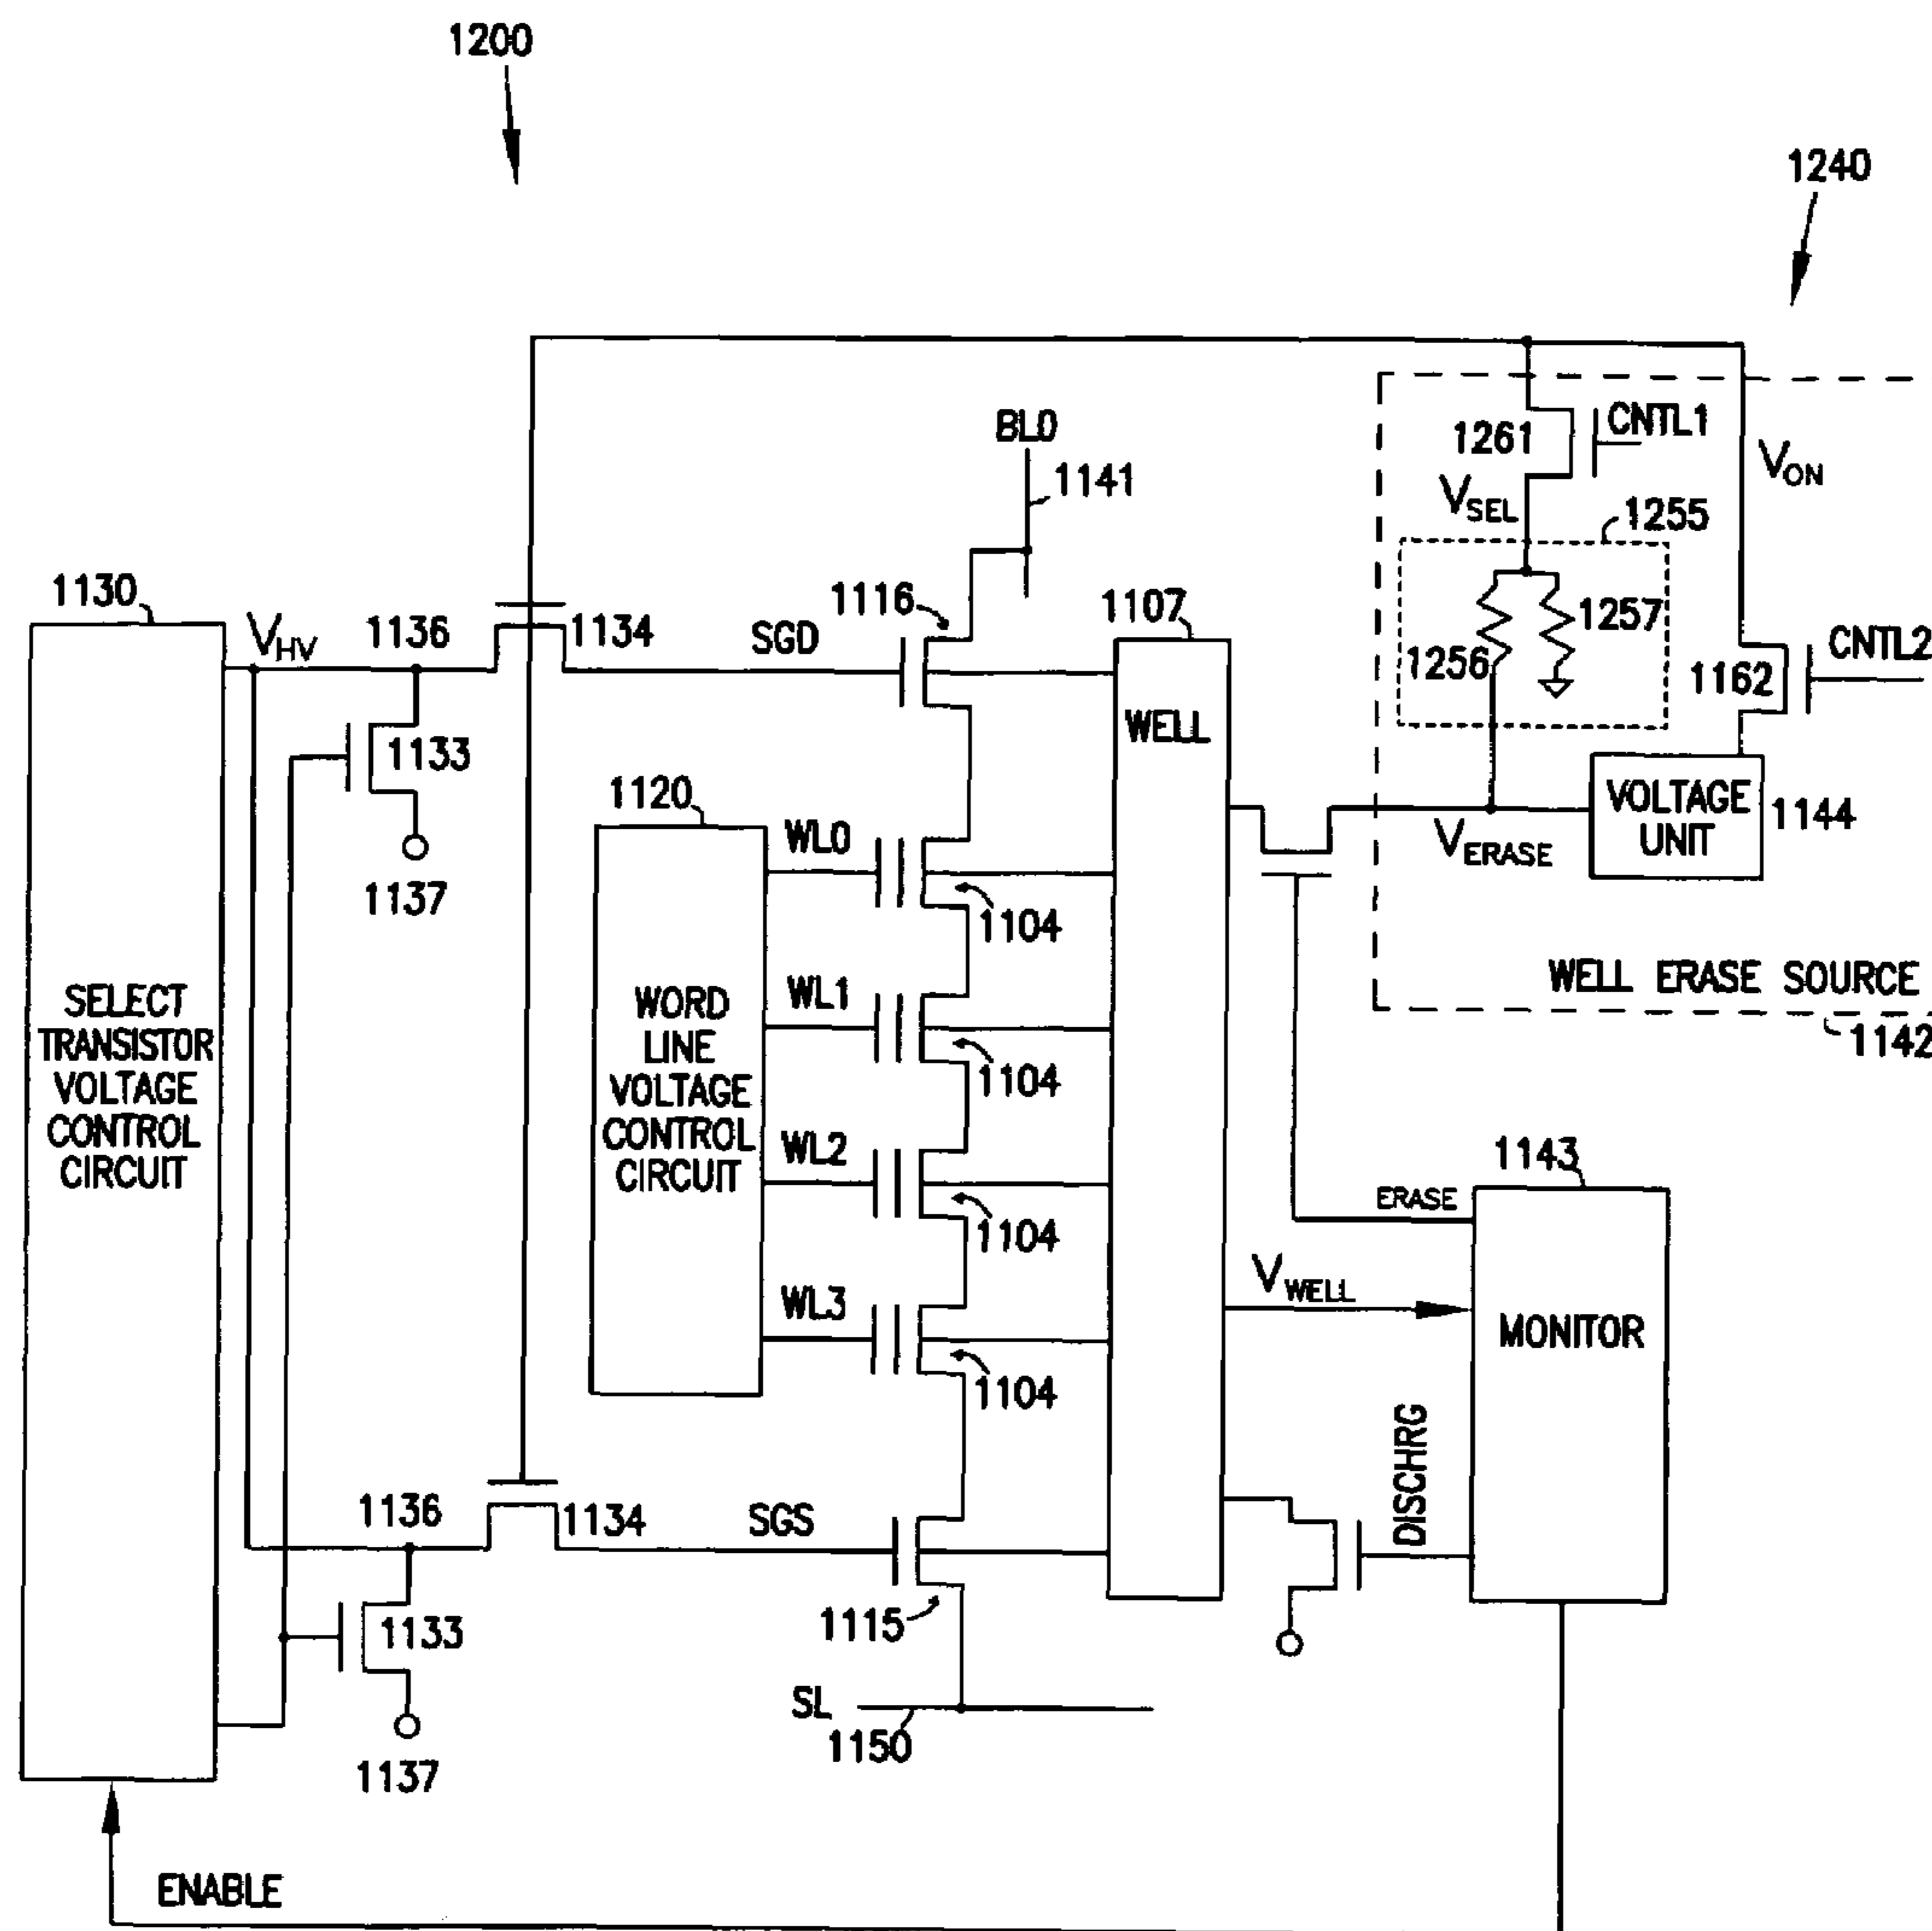 1200
1240
BL0
1141
1261
CNTL1
VSEL
VON
1255
1130
VHV
1136
1134
SGD
1116
1107
1256
1257
1162
CNTL2
1133
WELL
1137
1120
WL0
1104
VERASE
VOLTAGE
UNIT
1144
WELL ERASE SOURCE
1142
SELECT
TRANSISTOR
VOLTAGE
CONTROL
CIRCUIT
WORD
LINE
VOLTAGE
CONTROL
CIRCUIT
WL1
1104
WL2
1104
WL3
1104
1143
ERASE
VWELL
MONITOR
DISCHRG
1136
1134
SGS
1133
1115
1137
SL
1150
ENABLE